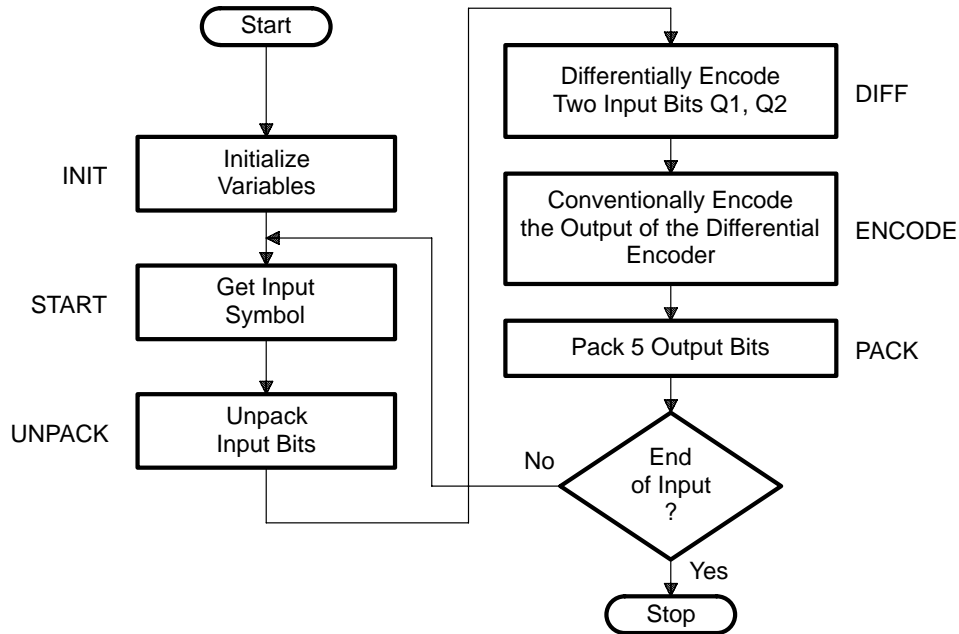 Start
INIT
Initialize
Variables
START
Get Input
Symbol
UNPACK
Unpack
Input Bits
Differentially Encode
Two Input Bits Q1, Q2
DIFF
Conventionally Encode
the Output of the Differential
Encoder
ENCODE
Pack 5 Output Bits
PACK
End
of Input
?
No
Yes
Stop